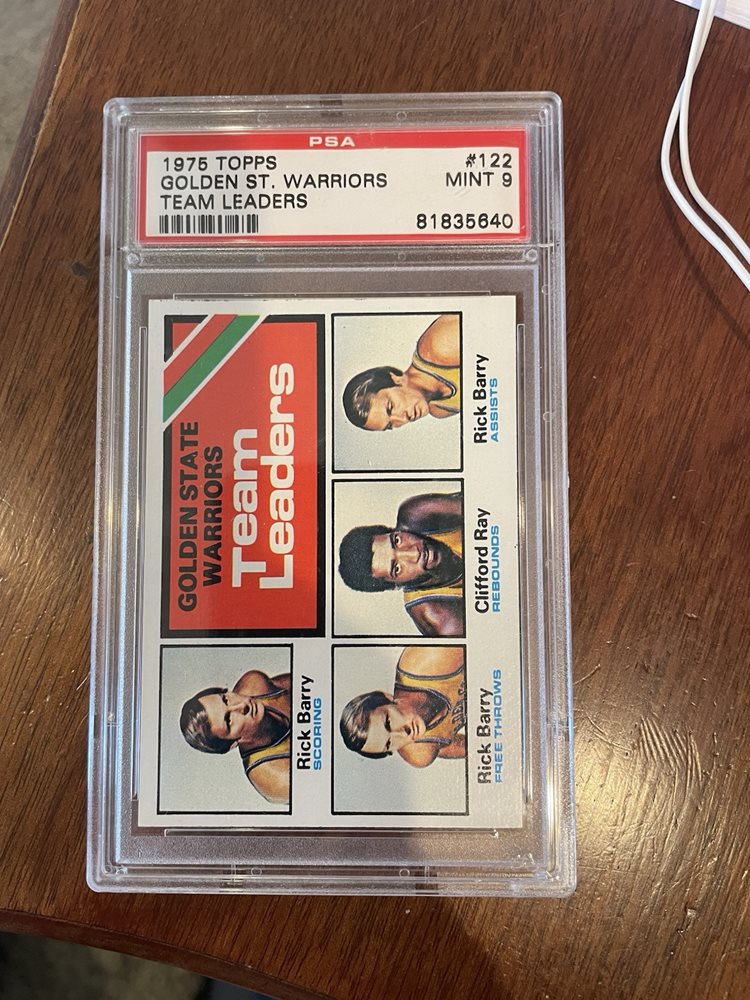 PSA
1975 TOPPS #122
GOLDEN ST. WARRIORS MINT 9
TEAM LEADERS
81835640
GOLDEN STATE
WARRIORS
Team
Leaders
Rick Barry
SCORING
Rick Barry
FREE THROWS
Clifford Ray
REBOUNDS
Rick Barry
ASSISTS